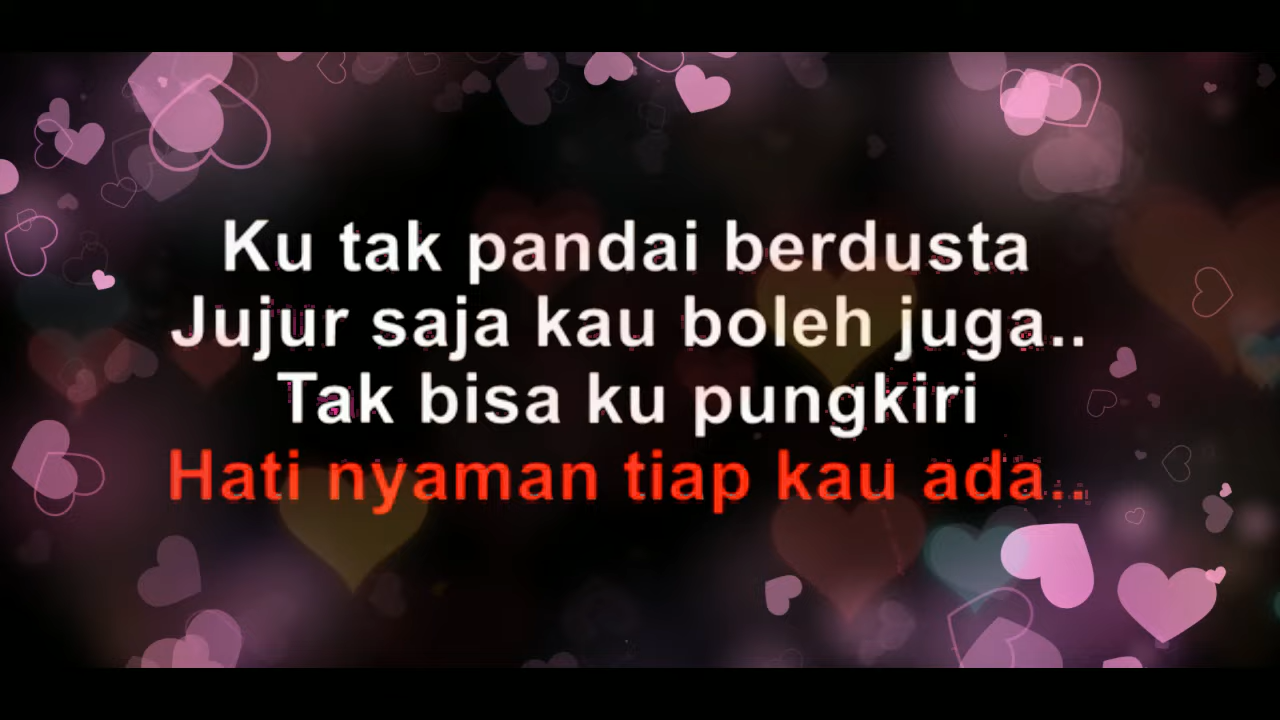 Ku tak pandai berdusta
Jujur saja kau boleh juga..
Tak bisa ku pungkiri
Hati nyaman tiap kau ada..